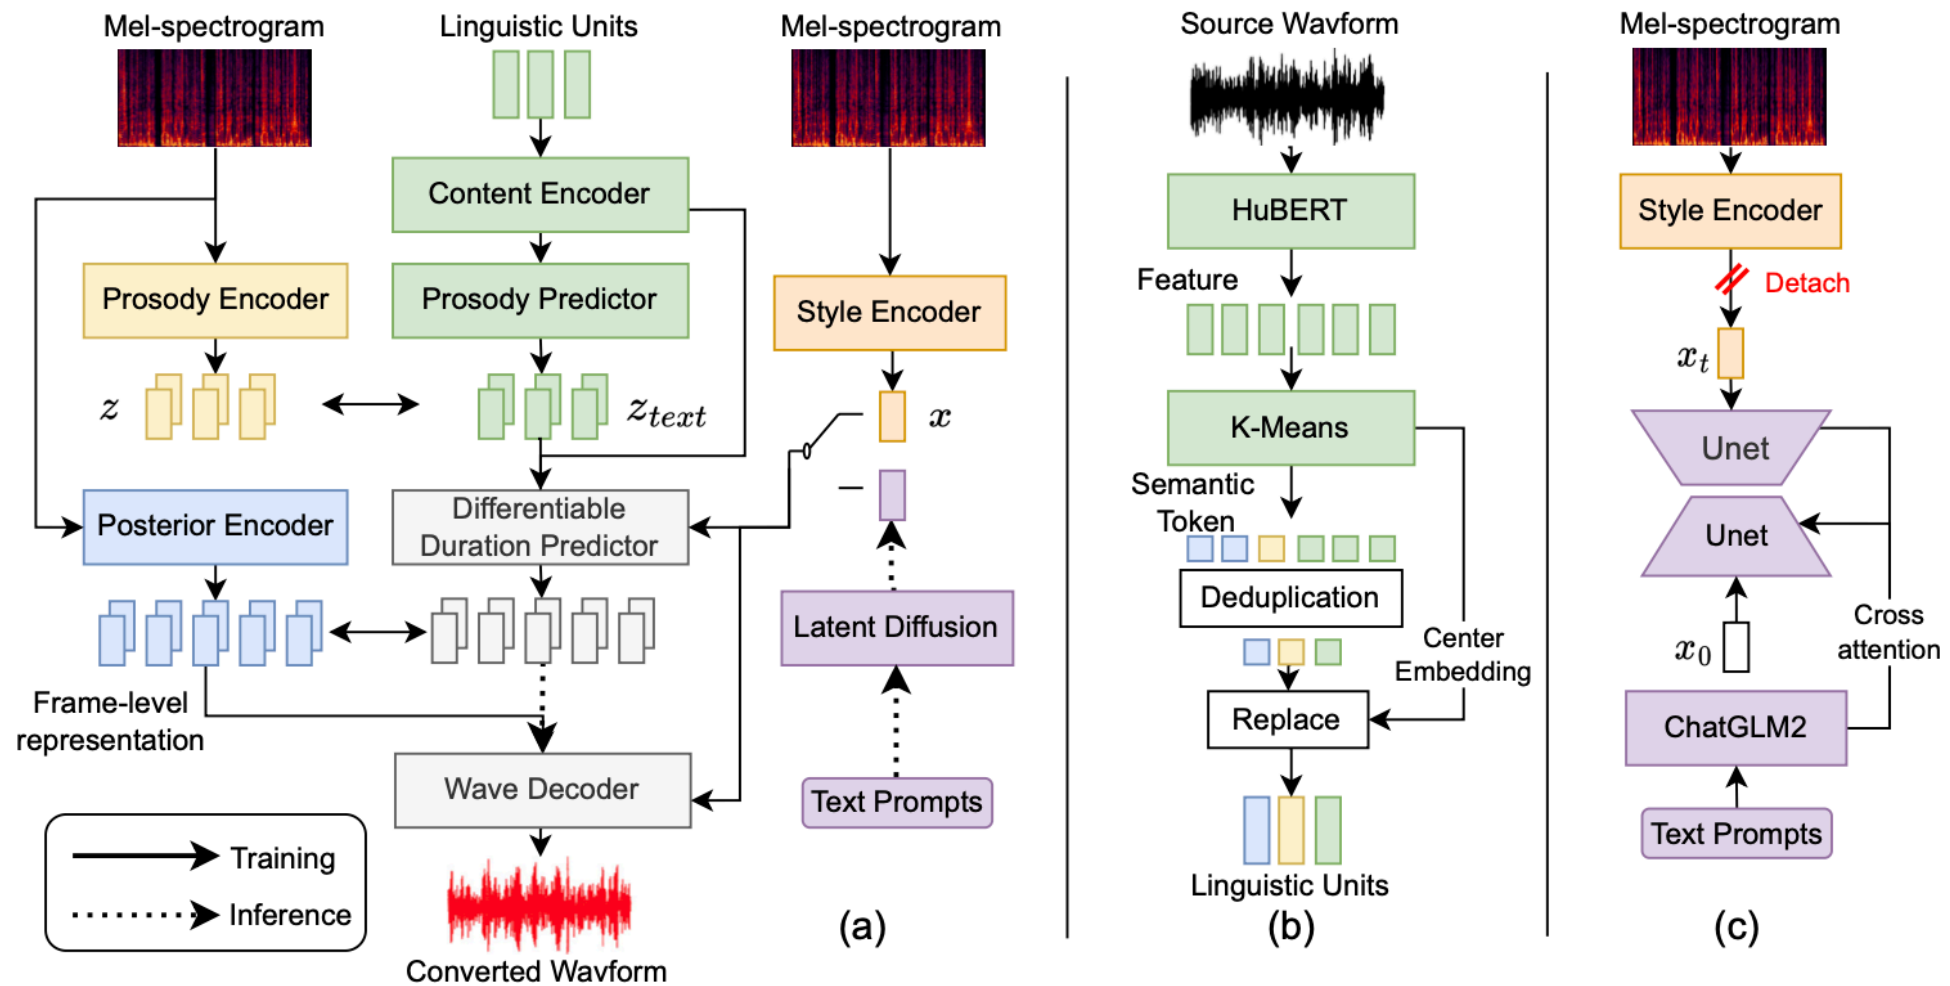 Mel-spectrogram
Linguistic Units
Mel-spectrogram
Content Encoder
Prosody Encoder
Prosody Predictor
Style Encoder
z
z_text
x
Posterior Encoder
Differentiable
Duration Predictor
Latent Diffusion
Frame-level
representation
Wave Decoder
Text Prompts
Training
Inference
Converted Wavform
(a)
Source Wavform
HuBERT
Feature
K-Means
Semantic
Token
Deduplication
Center
Embedding
Replace
Linguistic Units
(b)
Mel-spectrogram
Style Encoder
Detach
x_t
Unet
Unet
Cross
attention
x_0
ChatGLM2
Text Prompts
(c)